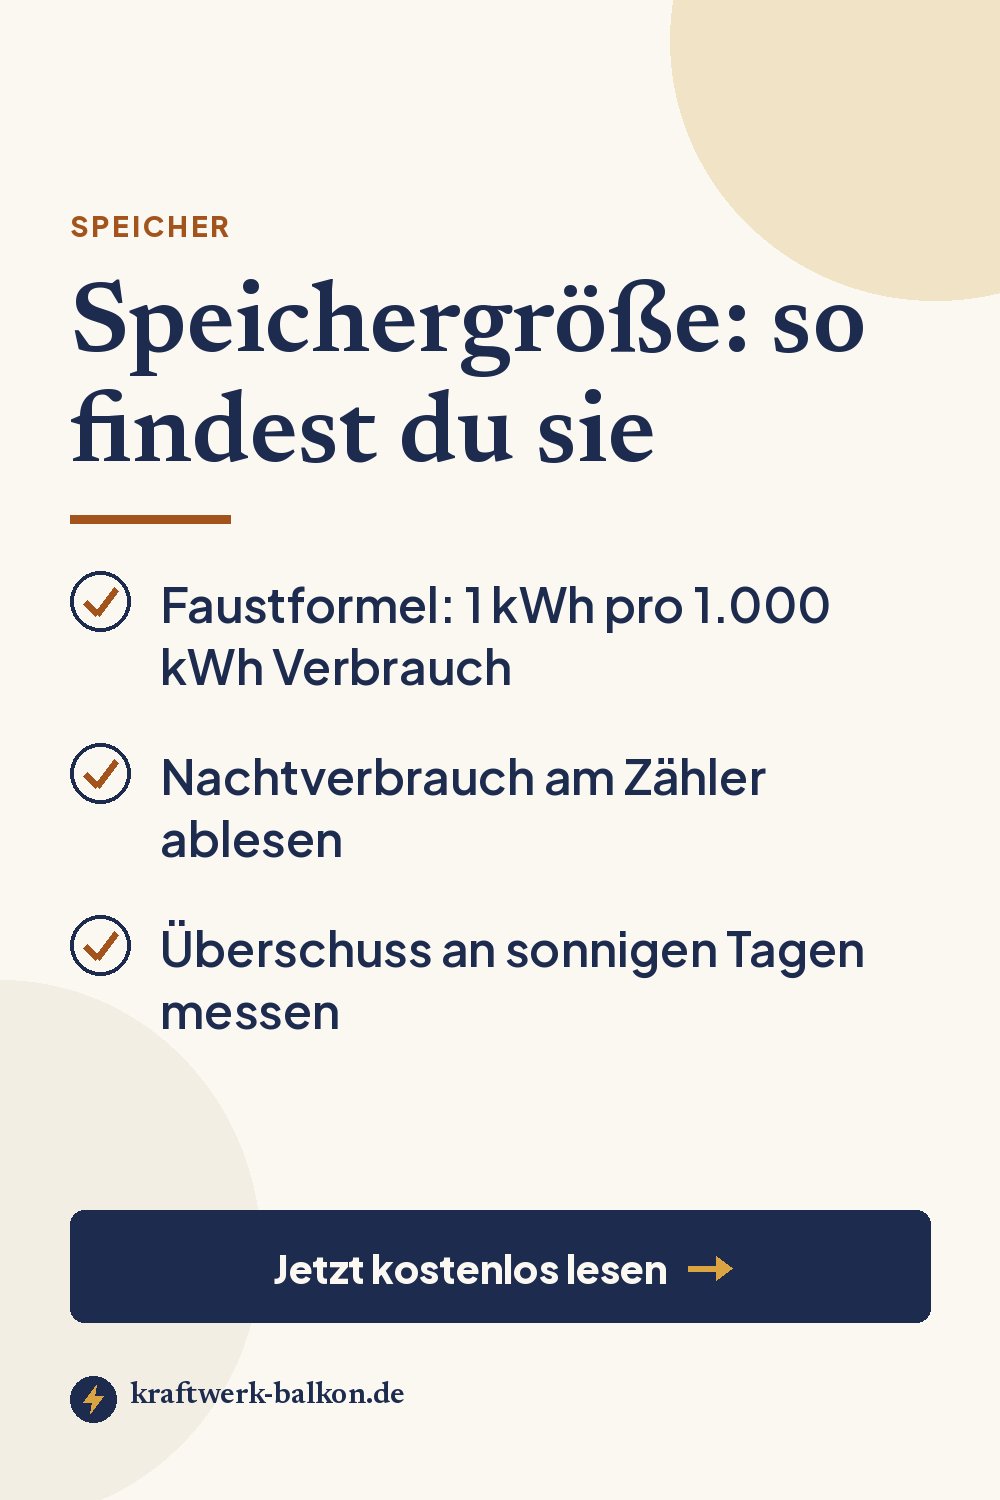 SPEICHER
Speichergröße: so
findest du sie
Faustformel: 1 kWh pro 1.000
kWh Verbrauch
Nachtverbrauch am Zähler
ablesen
Überschuss an sonnigen Tagen
messen
Jetzt kostenlos lesen →
kraftwerk-balkon.de